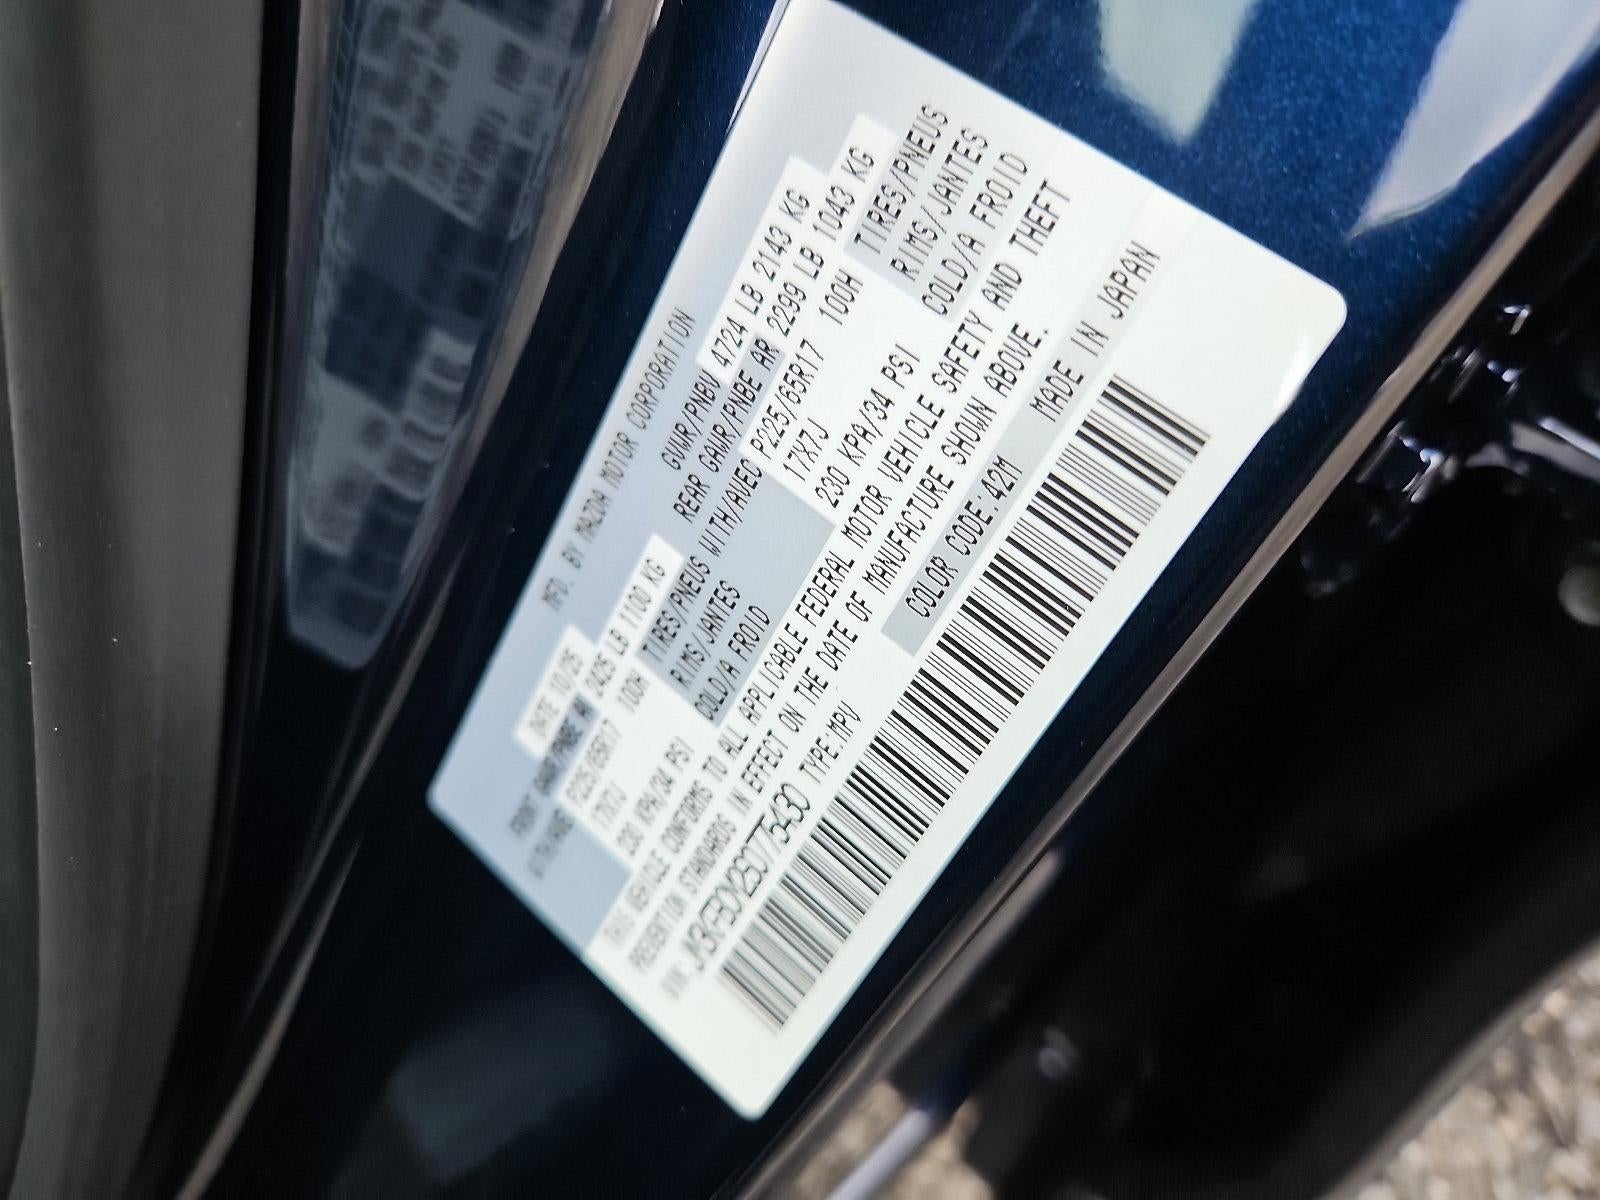 MFD. BY MAZDA MOTOR CORPORATION
DATE 10/25 GVWR/PNBV 4724 LB 2143 KG
FRONT GAWR/PNBE AV 2425 LB 1100 KG REAR GAWR/PNBE AR 2299 LB 1043 KG
WITH/AVEC P225/65R17 100H TIRES/PNEUS WITH/AVEC P225/65R17 100H TIRES/PNEUS
17X7J RIMS/JANTES 17X7J RIMS/JANTES
230 KPA/34 PSI COLD/A FROID 230 KPA/34 PSI COLD/A FROID
THIS VEHICLE CONFORMS TO ALL APPLICABLE FEDERAL MOTOR VEHICLE SAFETY AND THEFT
PREVENTION STANDARDS IN EFFECT ON THE DATE OF MANUFACTURE SHOWN ABOVE.
VIN: TYPE:MPV COLOR CODE:42M MADE IN JAPAN